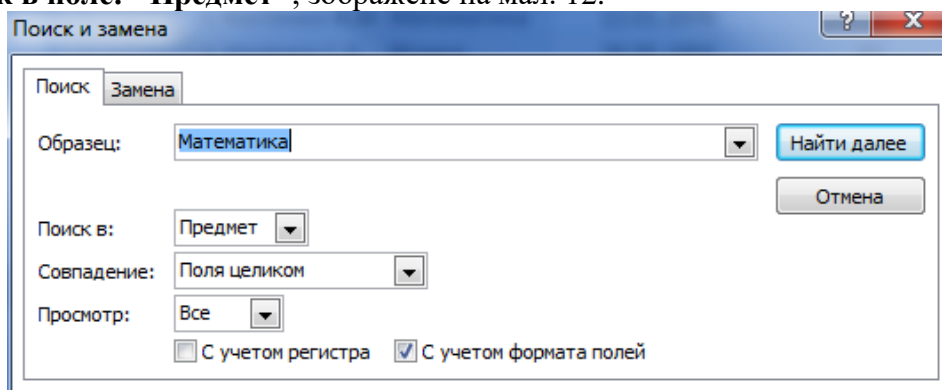 к в поле: "Предмет", зображене на мал. 12.
Поиск и замена
Поиск Замена
Образец: Математика Найти далее
Отмена
Поиск в: Предмет
Совпадение: Поля целиком
Просмотр: Все
С учетом регистра С учетом формата полей